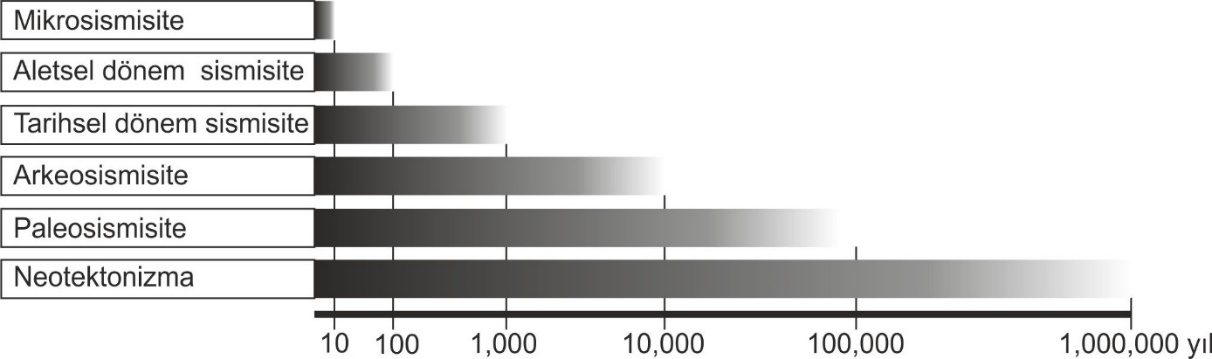 Mikrosismisite
Aletsel dönem sismisite
Tarihsel dönem sismisite
Arkeosismisite
Paleosismisite
Neotektonizma
10 100 1,000 10,000 100,000 1,000,000 yıl